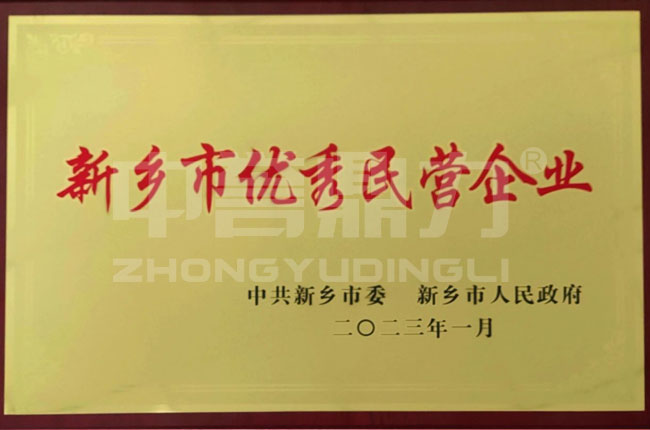 新乡市优秀民营企业
中誉鼎力®
ZHONGYUDINGLI
中共新乡市委 新乡市人民政府
二〇二三年一月